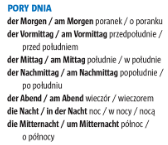 PORY DNIA
der Morgen / am Morgen poranek / o poranku
der Vormittag / am Vormittag przedpołudnie /
przed południem
der Mittag / am Mittag południe / w południe
der Nachmittag / am Nachmittag popołudnie /
po południu
der Abend / am Abend wieczór / wieczorem
die Nacht / in der Nacht noc / w nocy / nocą
die Mitternacht / um Mitternacht północ /
o północy